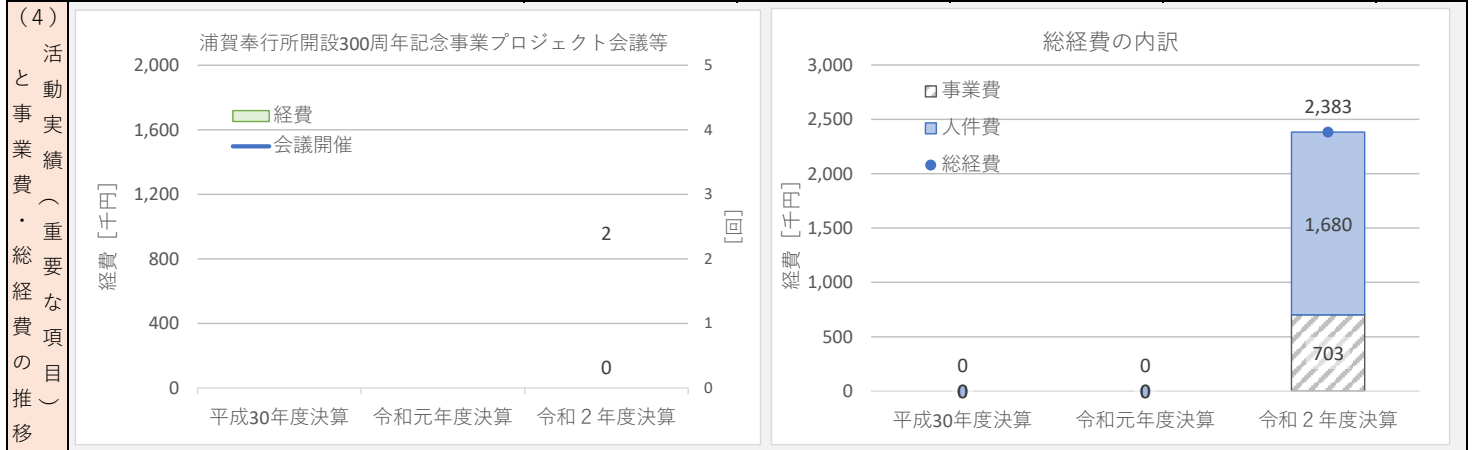 （4）活動実績（重要な項目）
と事業費・総経費の推移
浦賀奉行所開設300周年記念事業プロジェクト会議等
2,000
1,600
1,200
800
400
0
経費［千円］
経費
会議開催
2
0
5
4
3
2
1
0
[回]
平成30年度決算
令和元年度決算
令和２年度決算
総経費の内訳
3,000
2,500
2,000
1,500
1,000
500
0
経費［千円］
事業費
人件費
総経費
0
0
0
0
2,383
1,680
703
平成30年度決算
令和元年度決算
令和２年度決算